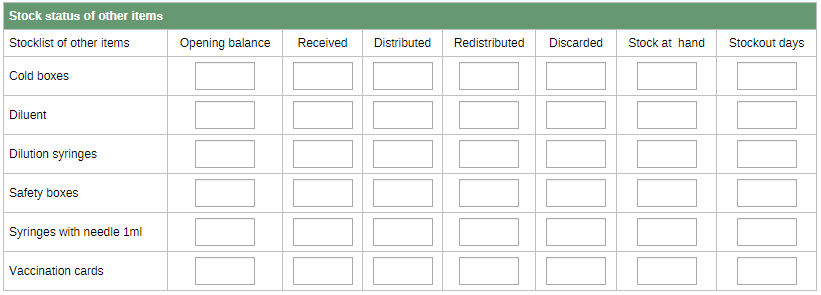 Stock status of other items
Stocklist of other items Opening balance Received Distributed Redistributed Discarded Stock at hand Stockout days
Cold boxes
Diluent
Dilution syringes
Safety boxes
Syringes with needle 1ml
Vaccination cards